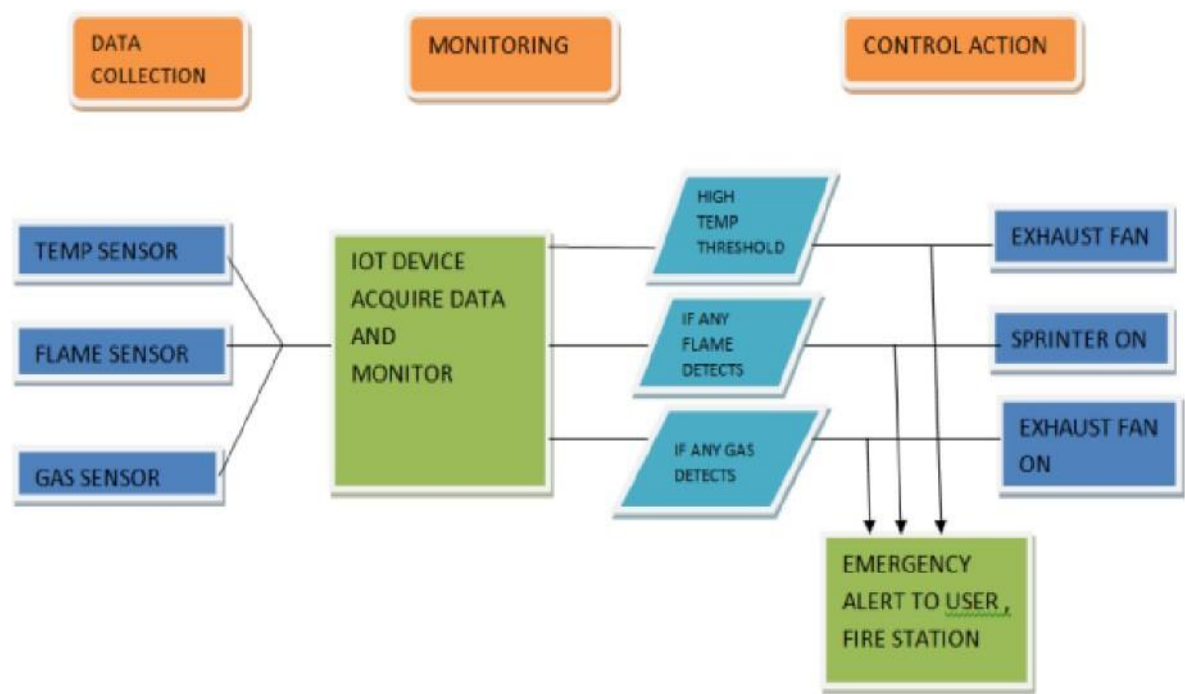 DATA
COLLECTION
MONITORING
CONTROL ACTION
TEMP SENSOR
FLAME SENSOR
GAS SENSOR
IOT DEVICE
ACQUIRE DATA
AND
MONITOR
HIGH
TEMP
THRESHOLD
IF ANY
FLAME
DETECTS
IF ANY GAS
DETECTS
EXHAUST FAN
SPRINTER ON
EXHAUST FAN
ON
EMERGENCY
ALERT TO USER ,
FIRE STATION